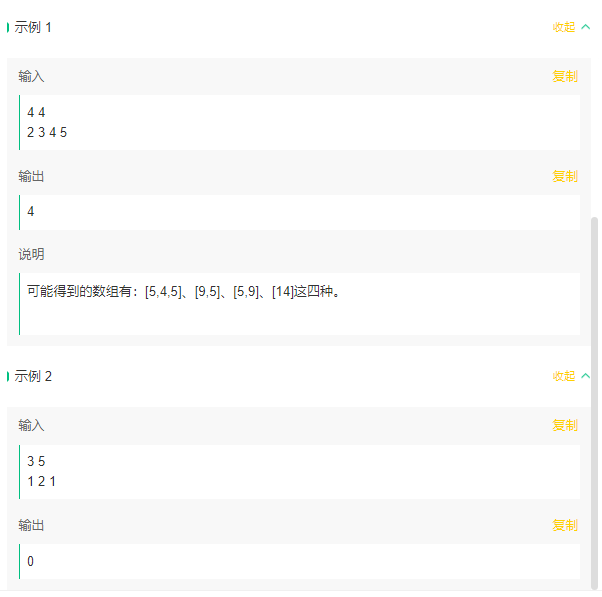 示例 1
收起
输入
复制
4 4
2 3 4 5
输出
复制
4
说明
可能得到的数组有：[5,4,5]、[9,5]、[5,9]、[14]这四种。
示例 2
收起
输入
复制
3 5
1 2 1
输出
复制
0